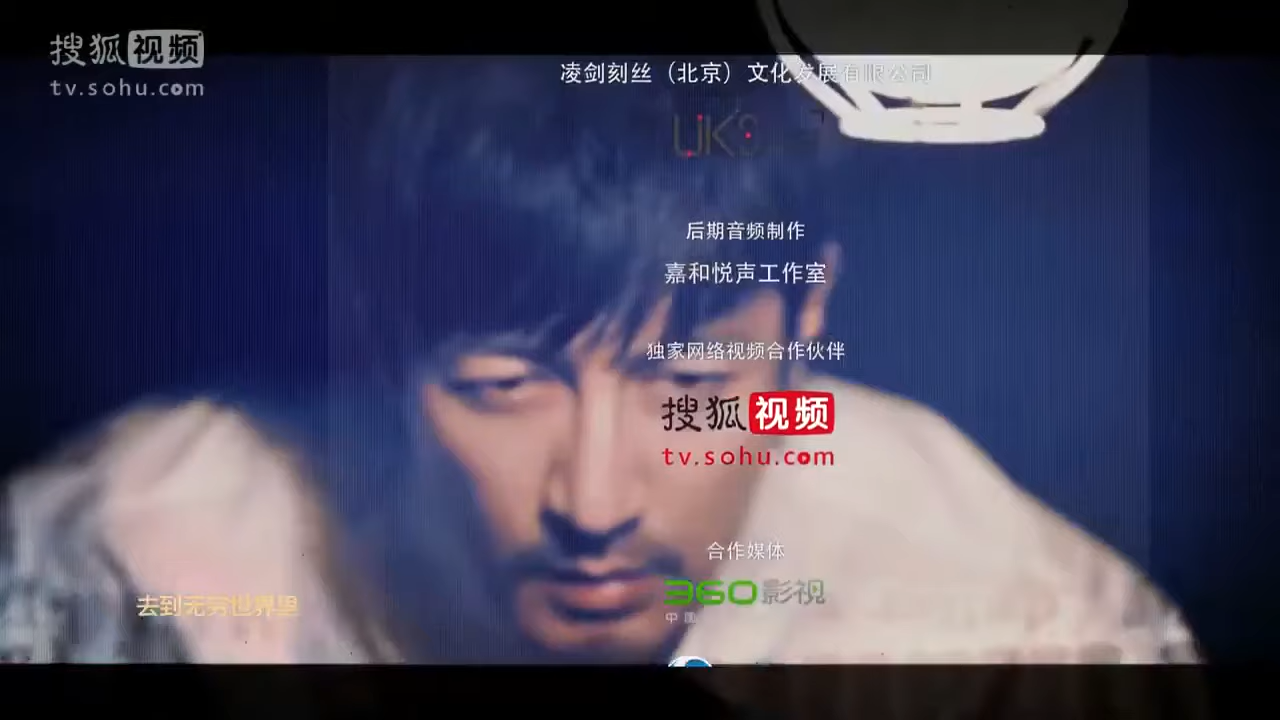 搜狐视频
tv.sohu.com
凌剑刻丝（北京）文化发展有限公司
后期音频制作
嘉和悦声工作室
独家网络视频合作伙伴
搜狐视频
tv.sohu.com
合作媒体
360影视
去到无穷世界里